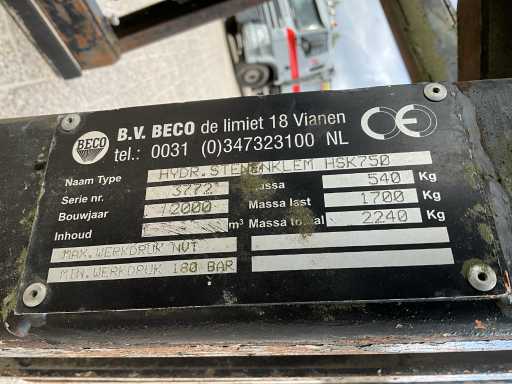 BECO
B.V. BECO de limiet 18 Vianen
tel.: 0031 (0)347323100 NL
CE
Naam Type HYDR.STENENKLEM HSK750
Serie nr. 3772 Massa 540 Kg
Bouwjaar 2000 Massa last 1700 Kg
Inhoud m³ Massa totaal 2240 Kg
MAX.WERKDRUK NVT
MIN.WERKDRUK 180 BAR